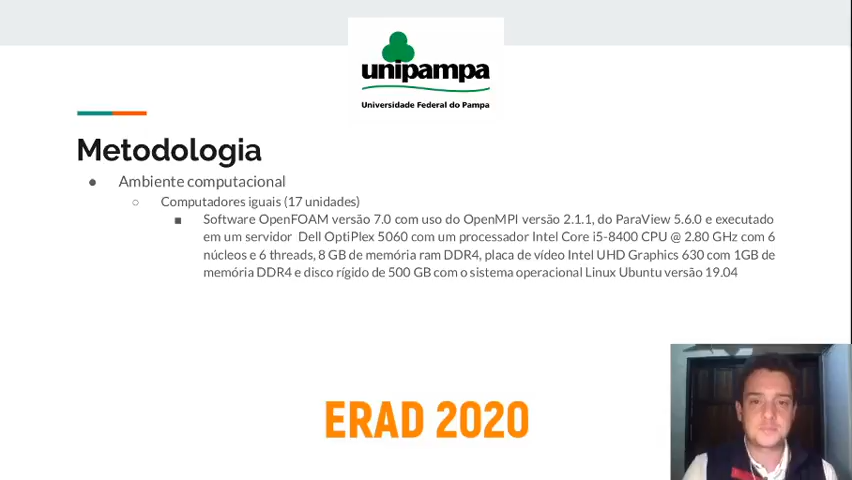 unipampa
Universidade Federal do Pampa
Metodologia
● Ambiente computacional
○ Computadores iguais (17 unidades)
■ Software OpenFOAM versão 7.0 com uso do OpenMPI versão 2.1.1, do ParaView 5.6.0 e executado
em um servidor Dell OptiPlex 5060 com um processador Intel Core i5-8400 CPU @ 2.80 GHz com 6
núcleos e 6 threads, 8 GB de memória ram DDR4, placa de vídeo Intel UHD Graphics 630 com 1GB de
memória DDR4 e disco rígido de 500 GB com o sistema operacional Linux Ubuntu versão 19.04
ERAD 2020